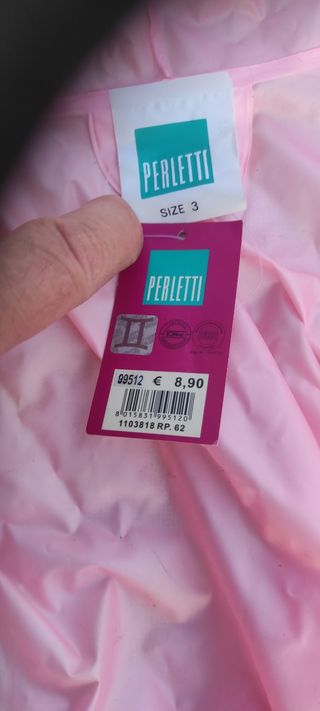 PERLETTI
SIZE 3
PERLETTI
99512 € 8,90
8 015831 995120
1103818 RP. 62